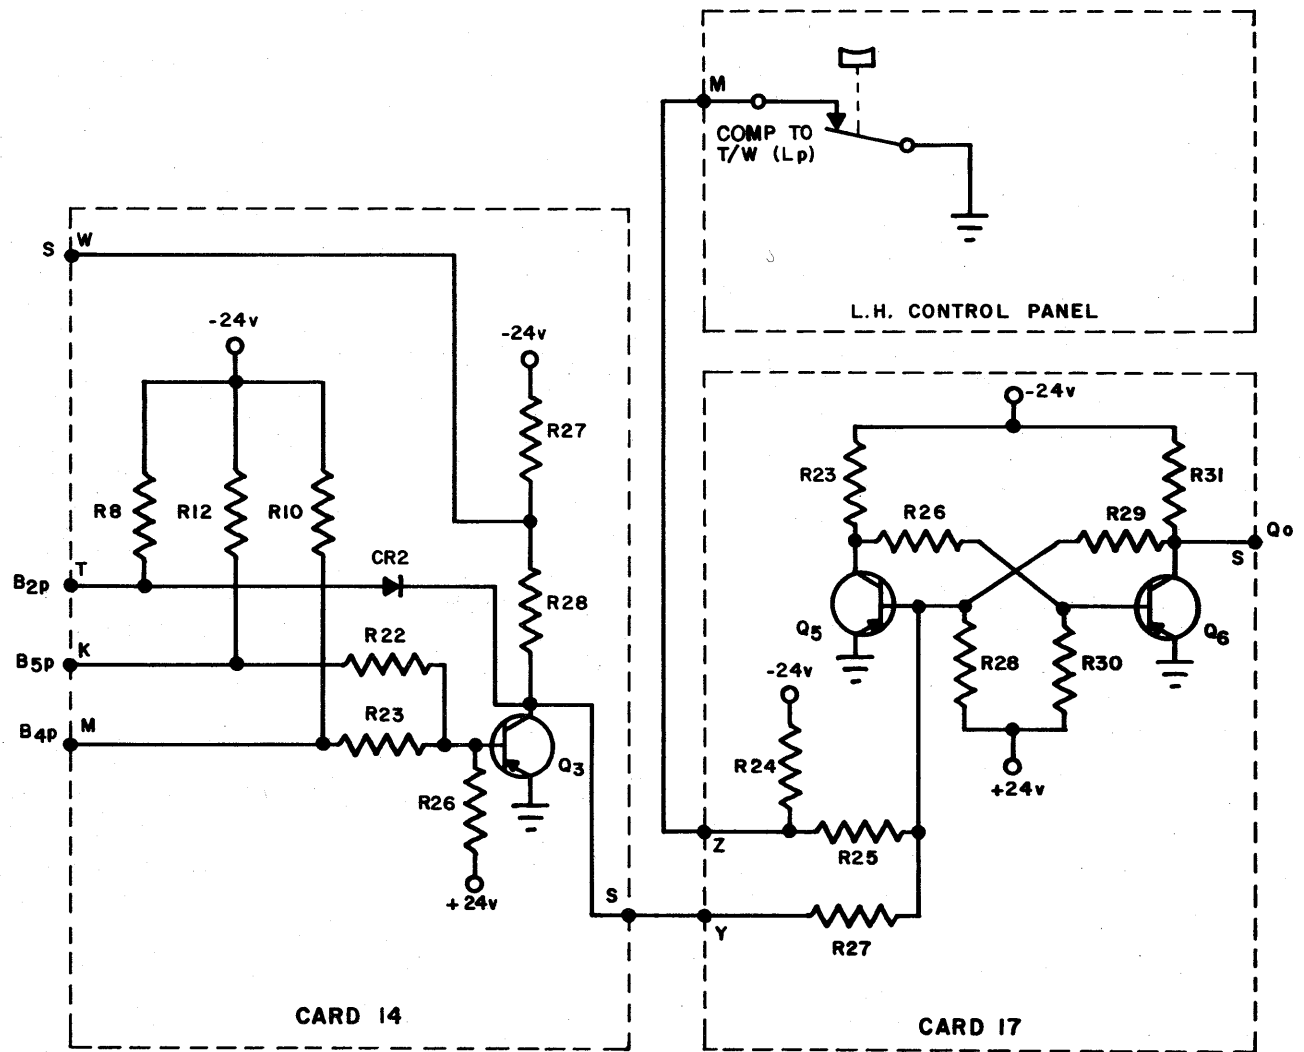 M
COMP TO
T/W (Lp)
L.H. CONTROL PANEL
S
W
-24v
-24v
R27
R8
R12
R10
CR2
B2p
T
R28
B5p
K
R22
B4p
M
R23
Q3
R26
+24v
S
CARD 14
-24v
R23
R31
R26
R29
Qo
S
Q5
Q6
R28
R30
-24v
R24
+24v
Z
R25
Y
R27
CARD 17